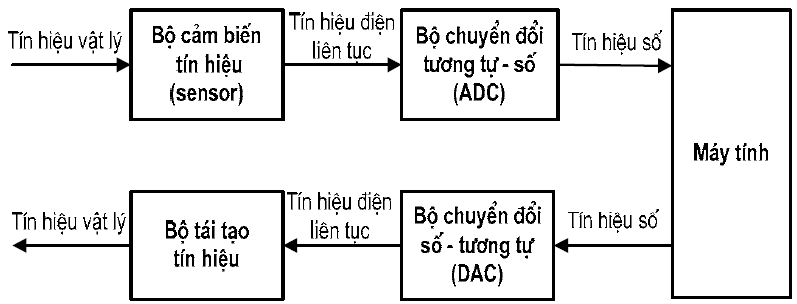 Tín hiệu vật lý
Bộ cảm biến
tín hiệu
(sensor)
Tín hiệu điện
liên tục
Bộ chuyển đổi
tương tự - số
(ADC)
Tín hiệu số
Máy tính
Tín hiệu vật lý
Bộ tái tạo
tín hiệu
Tín hiệu điện
liên tục
Bộ chuyển đổi
số - tương tự
(DAC)
Tín hiệu số